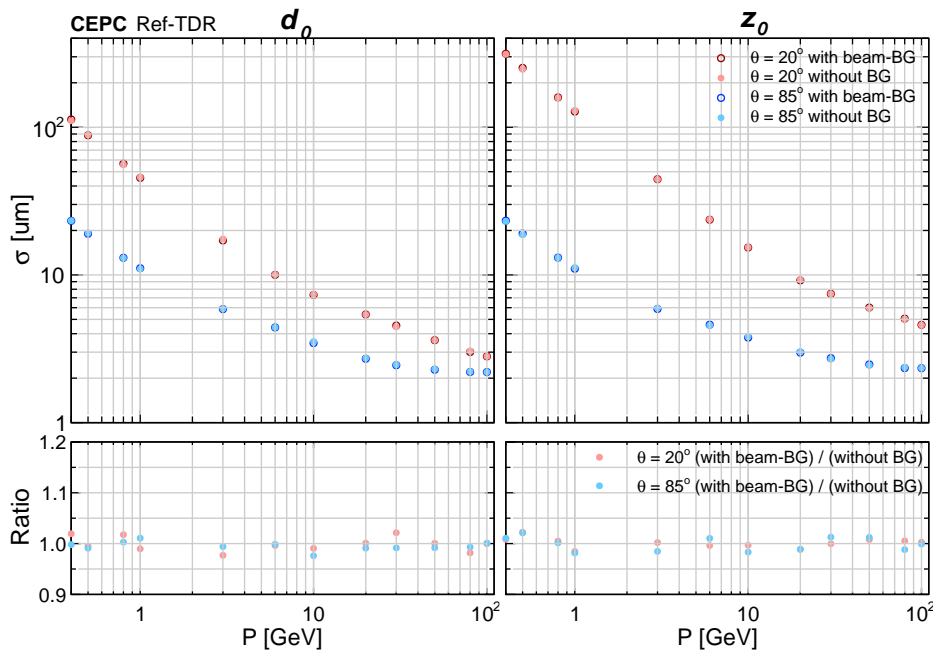 CEPC Ref-TDR
d₀
z₀
θ = 20° with beam-BG
θ = 20° without BG
θ = 85° with beam-BG
θ = 85° without BG
10²
10
1
σ [um]
1.2
1.1
1.0
0.9
Ratio
θ = 20° (with beam-BG) / (without BG)
θ = 85° (with beam-BG) / (without BG)
1 10 10² 1 10 10²
P [GeV] P [GeV]